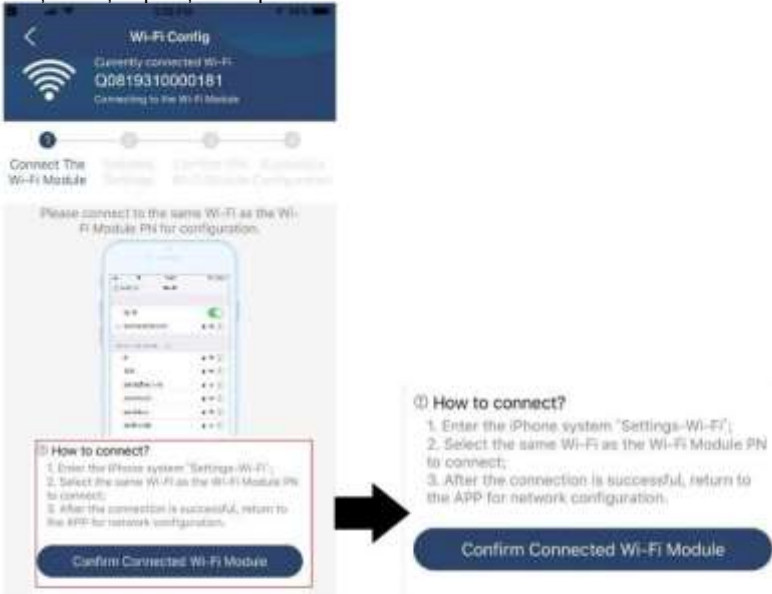 Wi-Fi Config
Currently connected Wi-Fi
Q0819310000181
Connecting to the Wi-Fi Module
1
Connect The
Wi-Fi Module
Please connect to the same Wi-Fi as the Wi-
Fi Module PN for configuration.
How to connect?
1. Enter the iPhone system "Settings-Wi-Fi";
2. Select the same Wi-Fi as the Wi-Fi Module PN
to connect;
3. After the connection is successful, return to
the APP for network configuration.
Confirm Connected Wi-Fi Module
How to connect?
1. Enter the iPhone system "Settings-Wi-Fi";
2. Select the same Wi-Fi as the Wi-Fi Module PN
to connect;
3. After the connection is successful, return to
the APP for network configuration.
Confirm Connected Wi-Fi Module